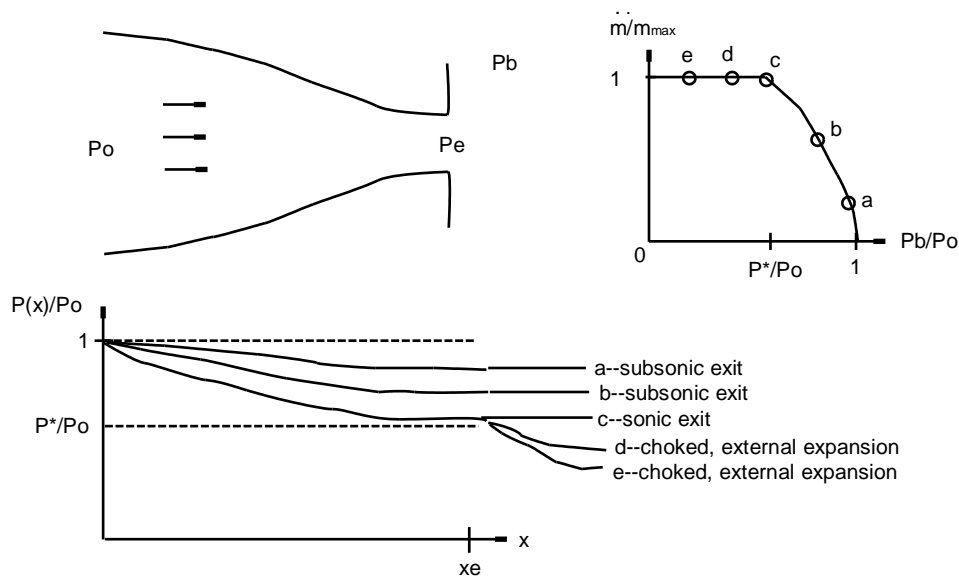 Po
Pb
Pe
ṁ/ṁmax
1
e
d
c
b
a
0
P*/Po
1
Pb/Po
P(x)/Po
1
P*/Po
a--subsonic exit
b--subsonic exit
c--sonic exit
d--choked, external expansion
e--choked, external expansion
x
xe